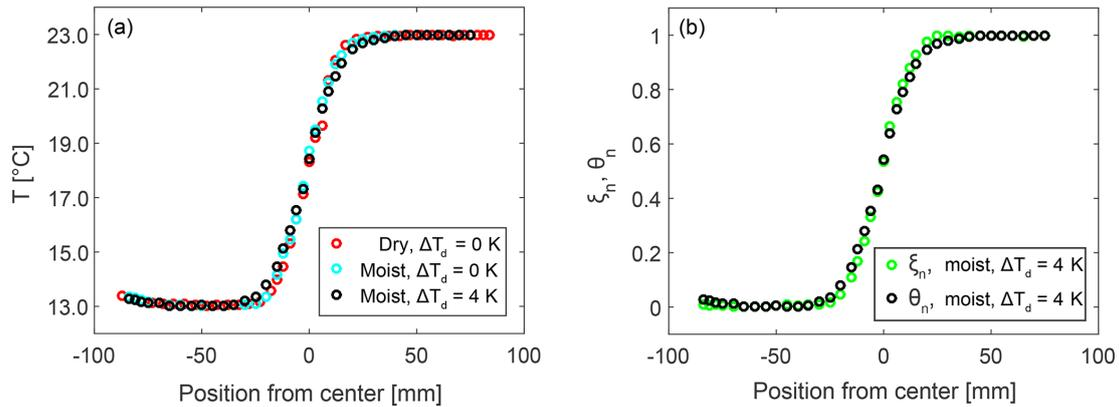 (a)
T [°C]
23.0
21.0
19.0
17.0
15.0
13.0
Dry, ΔT_d = 0 K
Moist, ΔT_d = 0 K
Moist, ΔT_d = 4 K
-100 -50 0 50 100
Position from center [mm]
(b)
ξ_n, θ_n
1
0.8
0.6
0.4
0.2
0
ξ_n, moist, ΔT_d = 4 K
θ_n, moist, ΔT_d = 4 K
-100 -50 0 50 100
Position from center [mm]